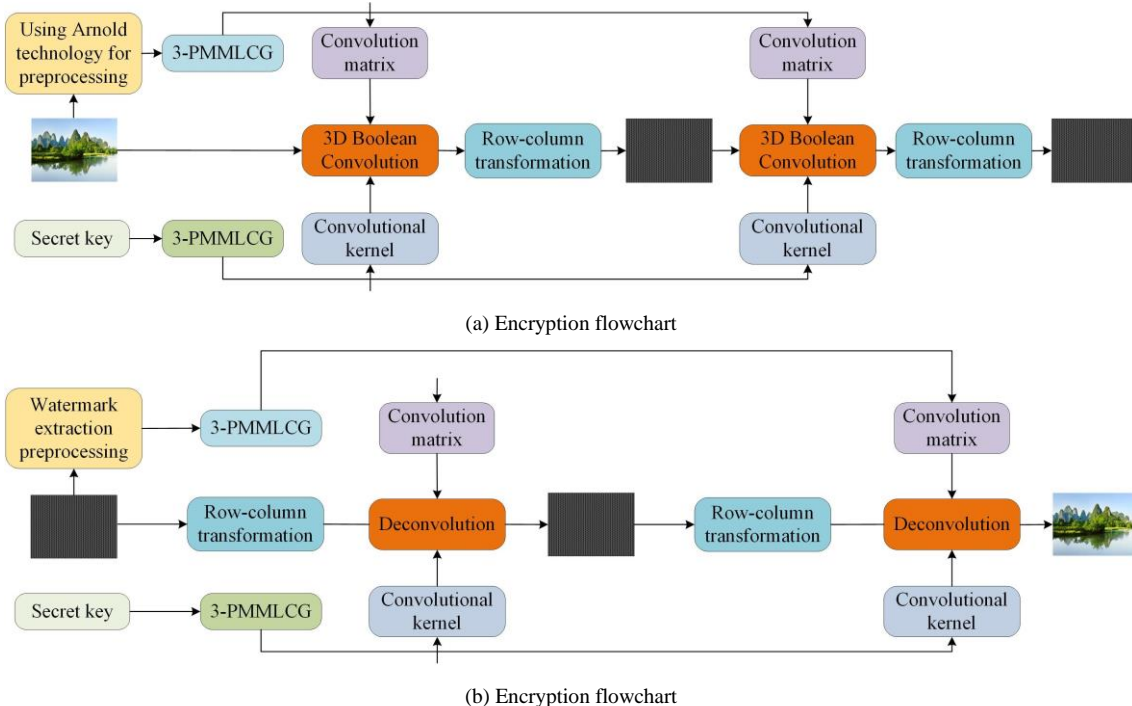 Using Arnold
technology for
preprocessing
3-PMMLCG
Convolution
matrix
Convolution
matrix
3D Boolean
Convolution
Row-column
transformation
3D Boolean
Convolution
Row-column
transformation
Secret key
3-PMMLCG
Convolutional
kernel
Convolutional
kernel
(a) Encryption flowchart
Watermark
extraction
preprocessing
3-PMMLCG
Convolution
matrix
Convolution
matrix
Row-column
transformation
Deconvolution
Row-column
transformation
Deconvolution
Secret key
3-PMMLCG
Convolutional
kernel
Convolutional
kernel
(b) Encryption flowchart